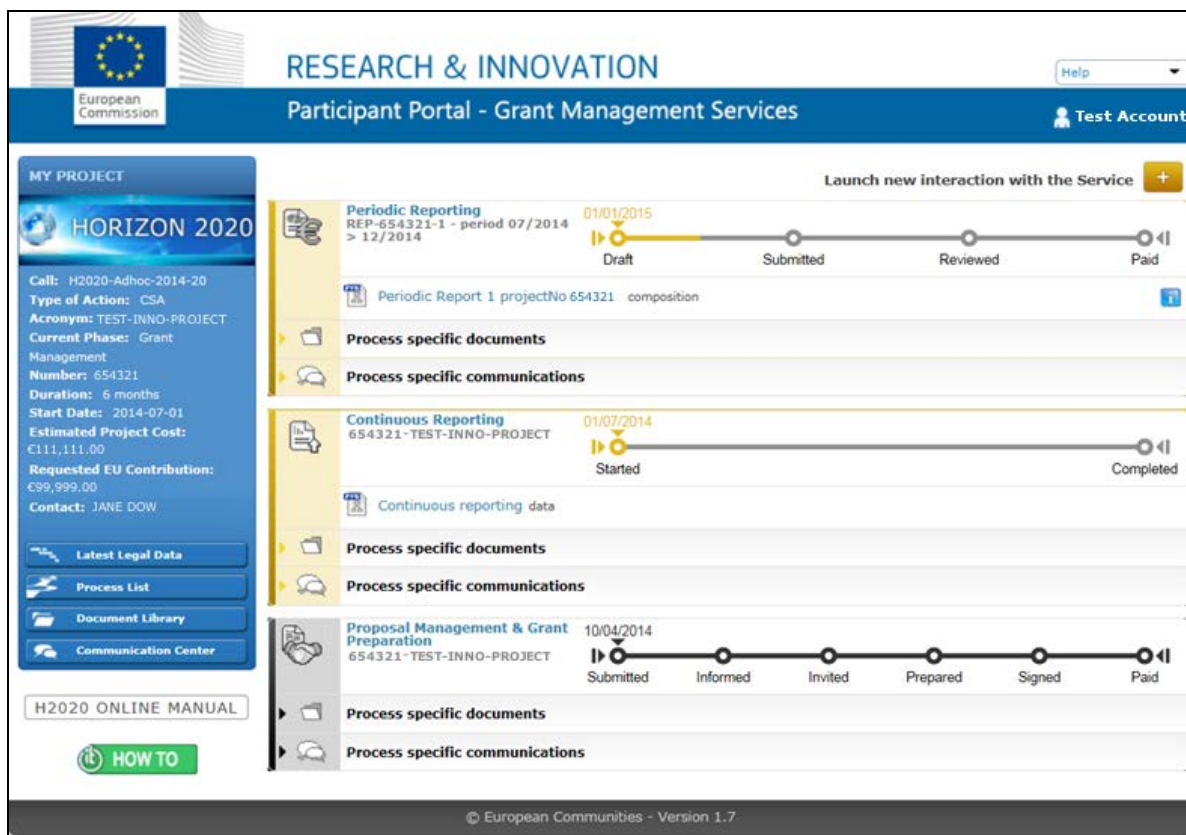 European
Commission
RESEARCH & INNOVATION
Help
Participant Portal - Grant Management Services
Test Account
MY PROJECT
HORIZON 2020
Call: H2020-Adhoc-2014-20
Type of Action: CSA
Acronym: TEST-INNO-PROJECT
Current Phase: Grant
Management
Number: 654321
Duration: 6 months
Start Date: 2014-07-01
Estimated Project Cost:
€111,111.00
Requested EU Contribution:
€99,999.00
Contact: JANE DOW
Latest Legal Data
Process List
Document Library
Communication Center
H2020 ONLINE MANUAL
HOW TO
Launch new interaction with the Service +
Periodic Reporting
REP-654321-1 - period 07/2014
> 12/2014
01/01/2015
Draft Submitted Reviewed Paid
Periodic Report 1 projectNo 654321 composition
Process specific documents
Process specific communications
Continuous Reporting
654321-TEST-INNO-PROJECT
01/07/2014
Started Completed
Continuous reporting data
Process specific documents
Process specific communications
Proposal Management & Grant
Preparation
654321-TEST-INNO-PROJECT
10/04/2014
Submitted Informed Invited Prepared Signed Paid
Process specific documents
Process specific communications
© European Communities - Version 1.7